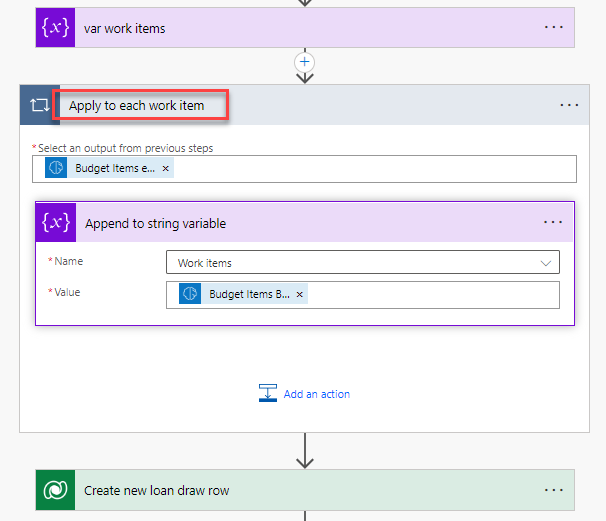 {x} var work items ...
+
Apply to each work item ...
*Select an output from previous steps
Budget Items e... ×
{x} Append to string variable ...
* Name Work items
* Value Budget Items B... ×
Add an action
Create new loan draw row ...